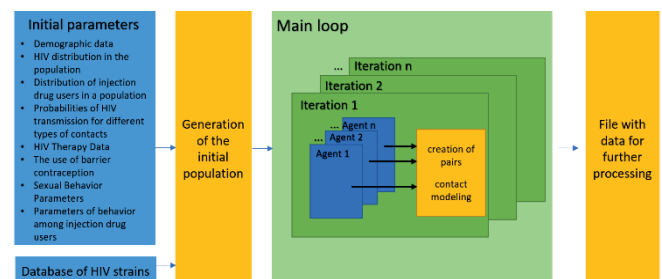 Initial
parameters
Demographic data
HIV distribution in the
population
Distribution of injection
drug users in a population
Probabilities of HIV
transmission for different
types of contacts
HIV Therapy Data
The use of barrier
contraception
Sexual Behavior
Parameters
Parameters of behavior
among injection drug
users
Database of HIV strains
Generation of
the initial
population
Main loop
... Iteration n
... Iteration 2
Iteration 1
... Agent n
... Agent 2
Agent 1
creation of
pairs
contact
modeling
File with
data for
further
processing